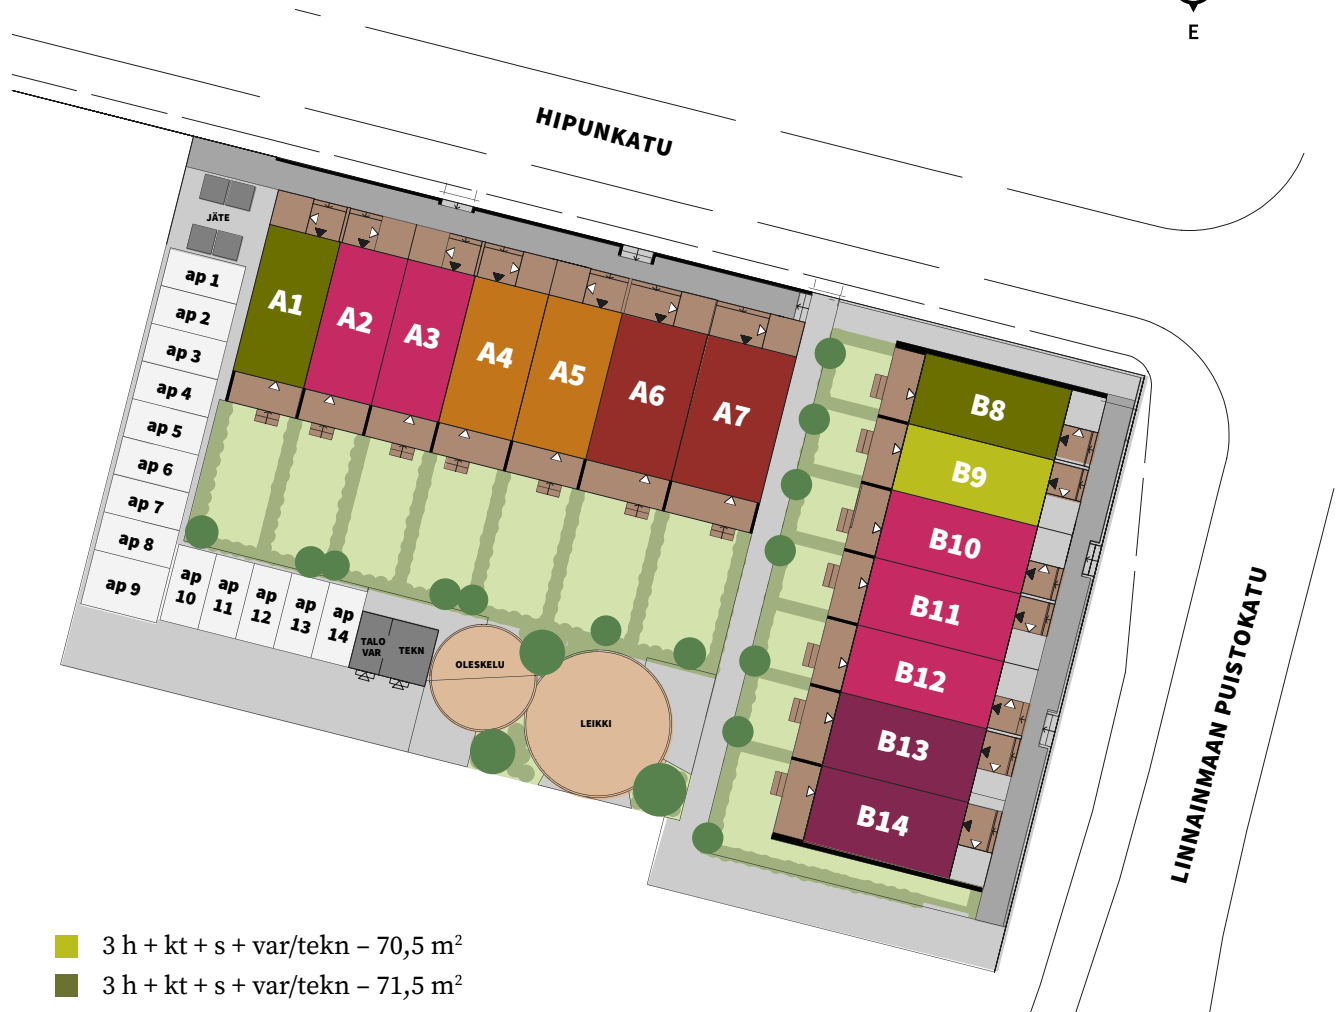 E
HIPUNKATU
JÄTE
ap 1
ap 2
ap 3
ap 4
ap 5
ap 6
ap 7
ap 8
ap 9
ap 10
ap 11
ap 12
ap 13
ap 14
A1
A2
A3
A4
A5
A6
A7
B8
B9
B10
B11
B12
B13
B14
TALO
VAR
TEKN
OLESKELU
LEIKKI
LINNAINMAAN PUISTOKATU
3 h + kt + s + var/tekn – 70,5 m²
3 h + kt + s + var/tekn – 71,5 m²